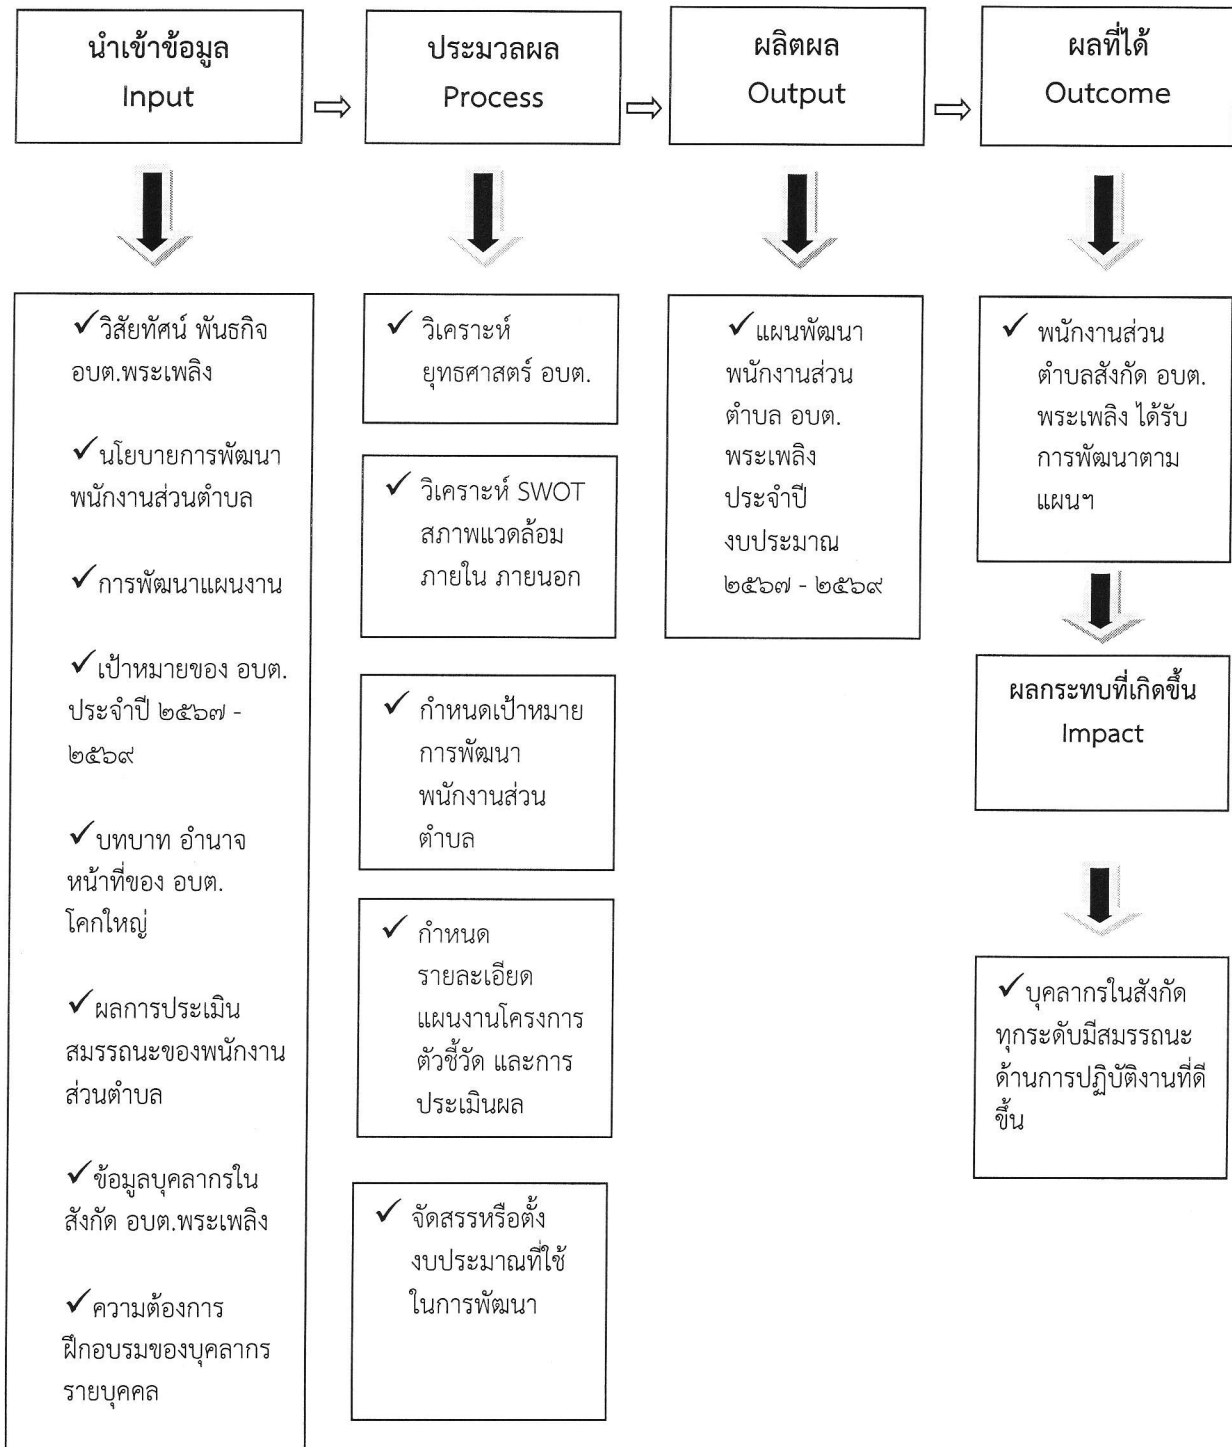 นำเข้าข้อมูล
Input
ประมวลผล
Process
ผลิตผล
Output
ผลที่ได้
Outcome
✓วิสัยทัศน์ พันธกิจ
อบต.พระเพลิง
✓นโยบายการพัฒนา
พนักงานส่วนตำบล
✓การพัฒนาแผนงาน
✓เป้าหมายของ อบต.
ประจำปี ๒๕๖๗ -
๒๕๖๙
✓บทบาท อำนาจ
หน้าที่ของ อบต.
โคกใหญ่
✓ผลการประเมิน
สมรรถนะของพนักงาน
ส่วนตำบล
✓ข้อมูลบุคลากรใน
สังกัด อบต.พระเพลิง
✓ความต้องการ
ฝึกอบรมของบุคลากร
รายบุคคล
✓ วิเคราะห์
ยุทธศาสตร์ อบต.
✓ วิเคราะห์ SWOT
สภาพแวดล้อม
ภายใน ภายนอก
✓ กำหนดเป้าหมาย
การพัฒนา
พนักงานส่วน
ตำบล
✓ กำหนด
รายละเอียด
แผนงานโครงการ
ตัวชี้วัด และการ
ประเมินผล
✓ จัดสรรหรือตั้ง
งบประมาณที่ใช้
ในการพัฒนา
✓แผนพัฒนา
พนักงานส่วน
ตำบล อบต.
พระเพลิง
ประจำปี
งบประมาณ
๒๕๖๗ - ๒๕๖๙
✓ พนักงานส่วน
ตำบลสังกัด อบต.
พระเพลิง ได้รับ
การพัฒนาตาม
แผนฯ
ผลกระทบที่เกิดขึ้น
Impact
✓บุคลากรในสังกัด
ทุกระดับมีสมรรถนะ
ด้านการปฏิบัติงานที่ดี
ขึ้น